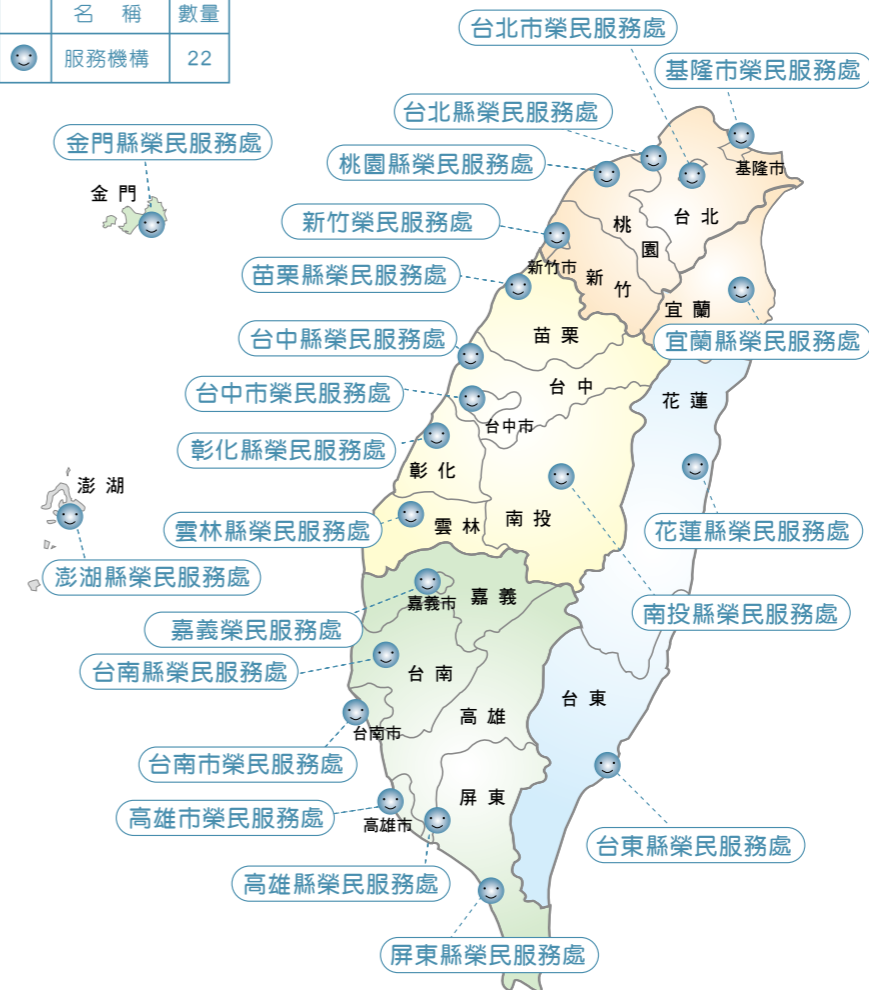 名 稱 數量
服務機構 22
台北市榮民服務處
基隆市榮民服務處
台北縣榮民服務處
金門縣榮民服務處
桃園縣榮民服務處
基隆市
金門
新竹榮民服務處
桃園
台北
新竹市
新竹
苗栗縣榮民服務處
宜蘭
台中縣榮民服務處
苗栗
宜蘭縣榮民服務處
台中市榮民服務處
台中
花蓮
台中市
彰化縣榮民服務處
彰化
澎湖
雲林縣榮民服務處
雲林
南投
花蓮縣榮民服務處
澎湖縣榮民服務處
嘉義市
嘉義
南投縣榮民服務處
嘉義榮民服務處
台南縣榮民服務處
台南
台東
高雄
台南市
台南市榮民服務處
屏東
高雄市榮民服務處
高雄市
台東縣榮民服務處
高雄縣榮民服務處
屏東縣榮民服務處